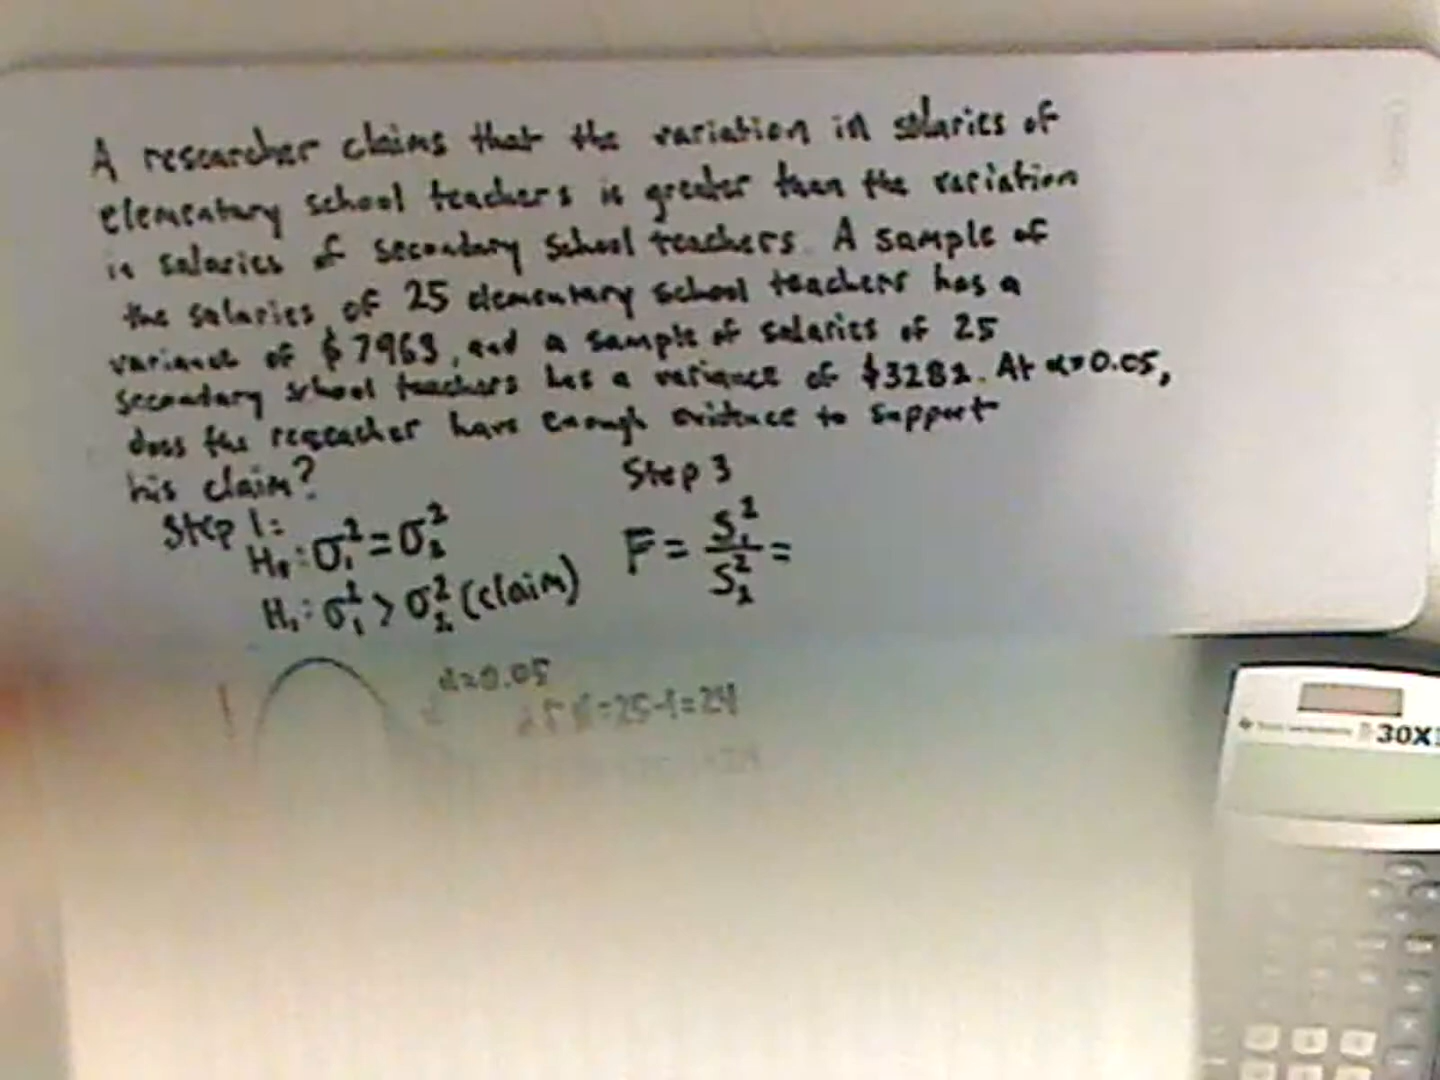 A researcher claims that the variation in salaries of
elementary school teachers is greater than the variation
in salaries of secondary school teachers. A sample of
the salaries of 25 elementary school teachers has a
variance of $7963, and a sample of salaries of 25
secondary school teachers has a variance of $3282. At α=0.05,
does the reseacher have enough evidence to support
his claim?
Step 1:
H₀: σ₁² = σ₂²
H₁: σ₁² > σ₂² (claim)
Step 3
F = S₁²/S₂² =
α=0.05
=25-1=24
30X